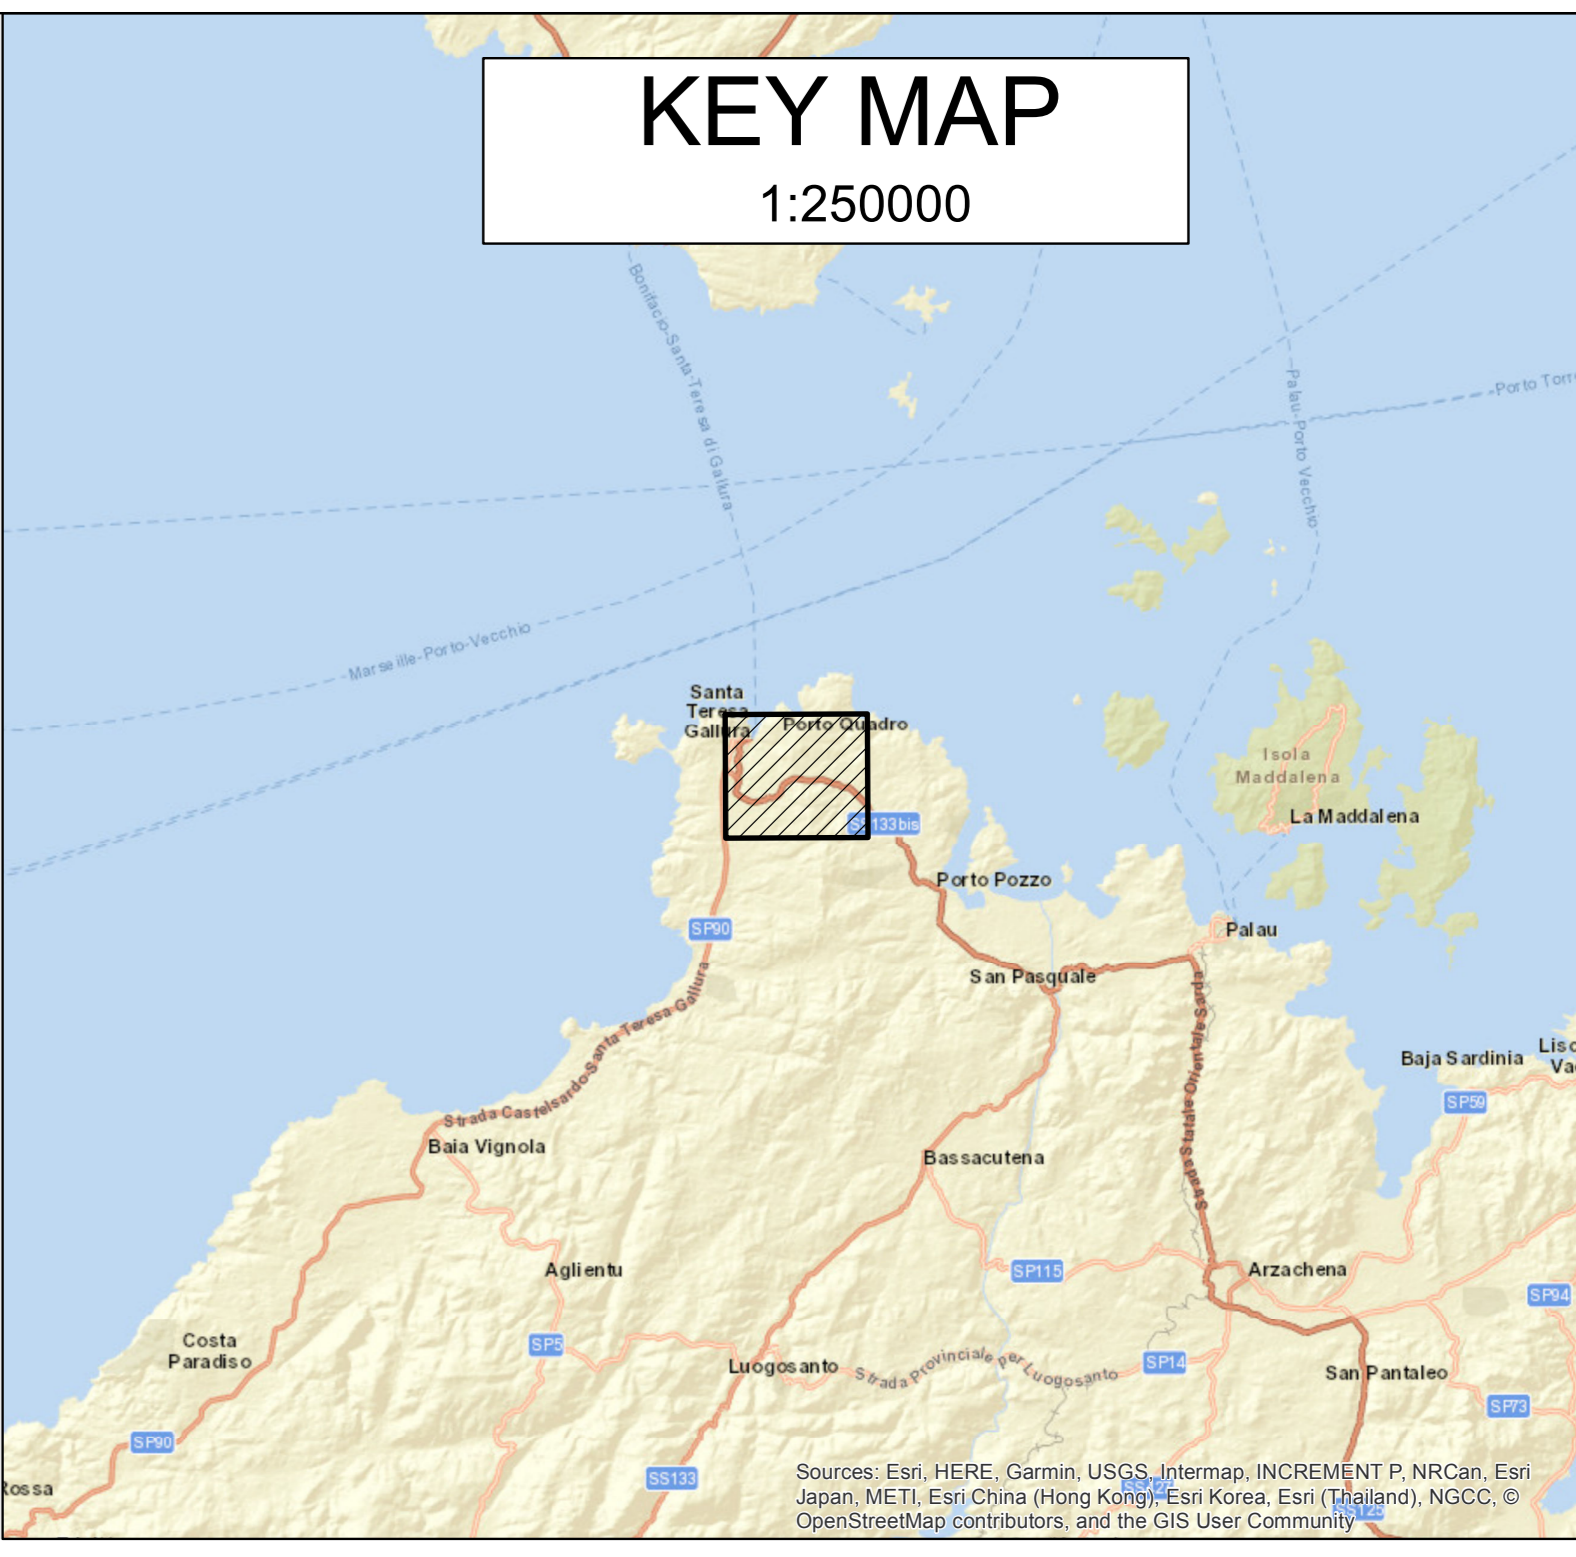 KEY MAP
1:250000
Bonifacio-Santa-Teresa di Gallura
Palau-Porto Vecchio
Porto Torr
Marseille-Porto-Vecchio
Santa
Teresa
Gallura
Porto Quadro
Isola
Maddalena
La Maddalena
SS133bis
Porto Pozzo
SP90
Palau
San Pasquale
Strada Castelsardo-Santa Teresa Gallura
Strada Statale Orientale Sarda
Baja Sardinia
Lisc
Va
SP59
Baia Vignola
Bassacutena
Aglientu
SP115
Arzachena
SP94
Costa
Paradiso
SP5
Luogosanto
Strada Provinciale per Luogosanto
SP14
San Pantaleo
SP73
SP90
SS133
Rossa
SS125
Sources: Esri, HERE, Garmin, USGS, Intermap, INCREMENT P, NRCan, Esri
Japan, METI, Esri China (Hong Kong), Esri Korea, Esri (Thailand), NGCC, ©
OpenStreetMap contributors, and the GIS User Community